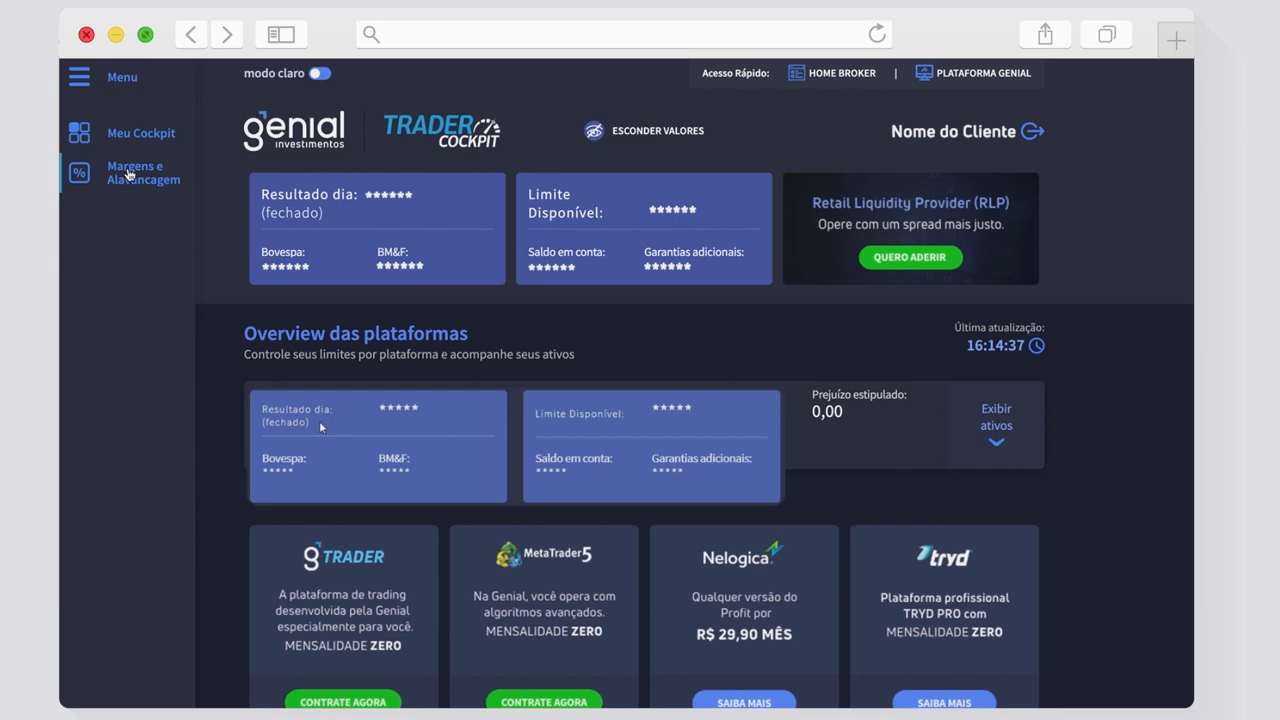 Menu
modo claro
Acesso Rápido:
HOME BROKER
|
PLATAFORMA GENIAL
Meu Cockpit
Margens e
Alavancagem
genial
investimentos
TRADER
COCKPIT
ESCONDER VALORES
Nome do Cliente
Resultado dia: ******
(fechado)
Bovespa:
BM&F:
******
******
Limite
Disponível:
******
Saldo em conta:
Garantias adicionais:
******
******
Retail Liquidity Provider (RLP)
Opere com um spread mais justo.
QUERO ADERIR
Overview das plataformas
Controle seus limites por plataforma e acompanhe seus ativos
Última atualização:
16:14:37
Resultado dia:
(fechado)
*****
Bovespa:
BM&F:
*****
*****
Limite Disponível:
*****
Saldo em conta:
Garantias adicionais:
*****
*****
Prejuízo estipulado:
0,00
Exibir
ativos
g TRADER
A plataforma de trading
desenvolvida pela Genial
especialmente para você.
MENSALIDADE ZERO
CONTRATE AGORA
MetaTrader 5
Na Genial, você opera com
algoritmos avançados.
MENSALIDADE ZERO
CONTRATE AGORA
Nelogica
Qualquer versão do
Profit por
R$ 29,90 MÊS
SAIBA MAIS
tryd
Plataforma profissional
TRYD PRO com
MENSALIDADE ZERO
SAIBA MAIS